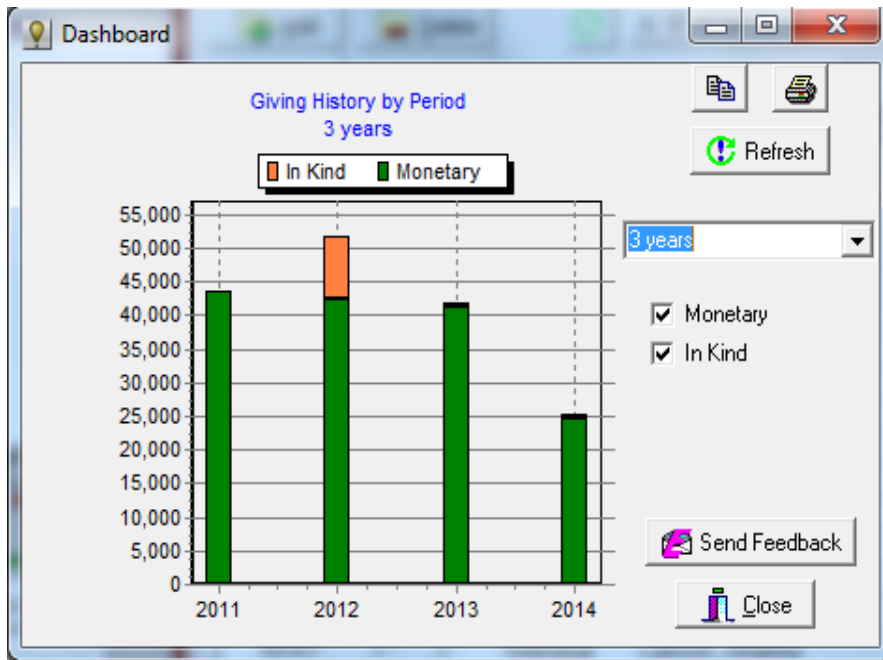 Dashboard
Giving History by Period
3 years
In Kind Monetary
55,000
50,000
45,000
40,000
35,000
30,000
25,000
20,000
15,000
10,000
5,000
0
2011 2012 2013 2014
Refresh
3 years
Monetary
In Kind
Send Feedback
Close